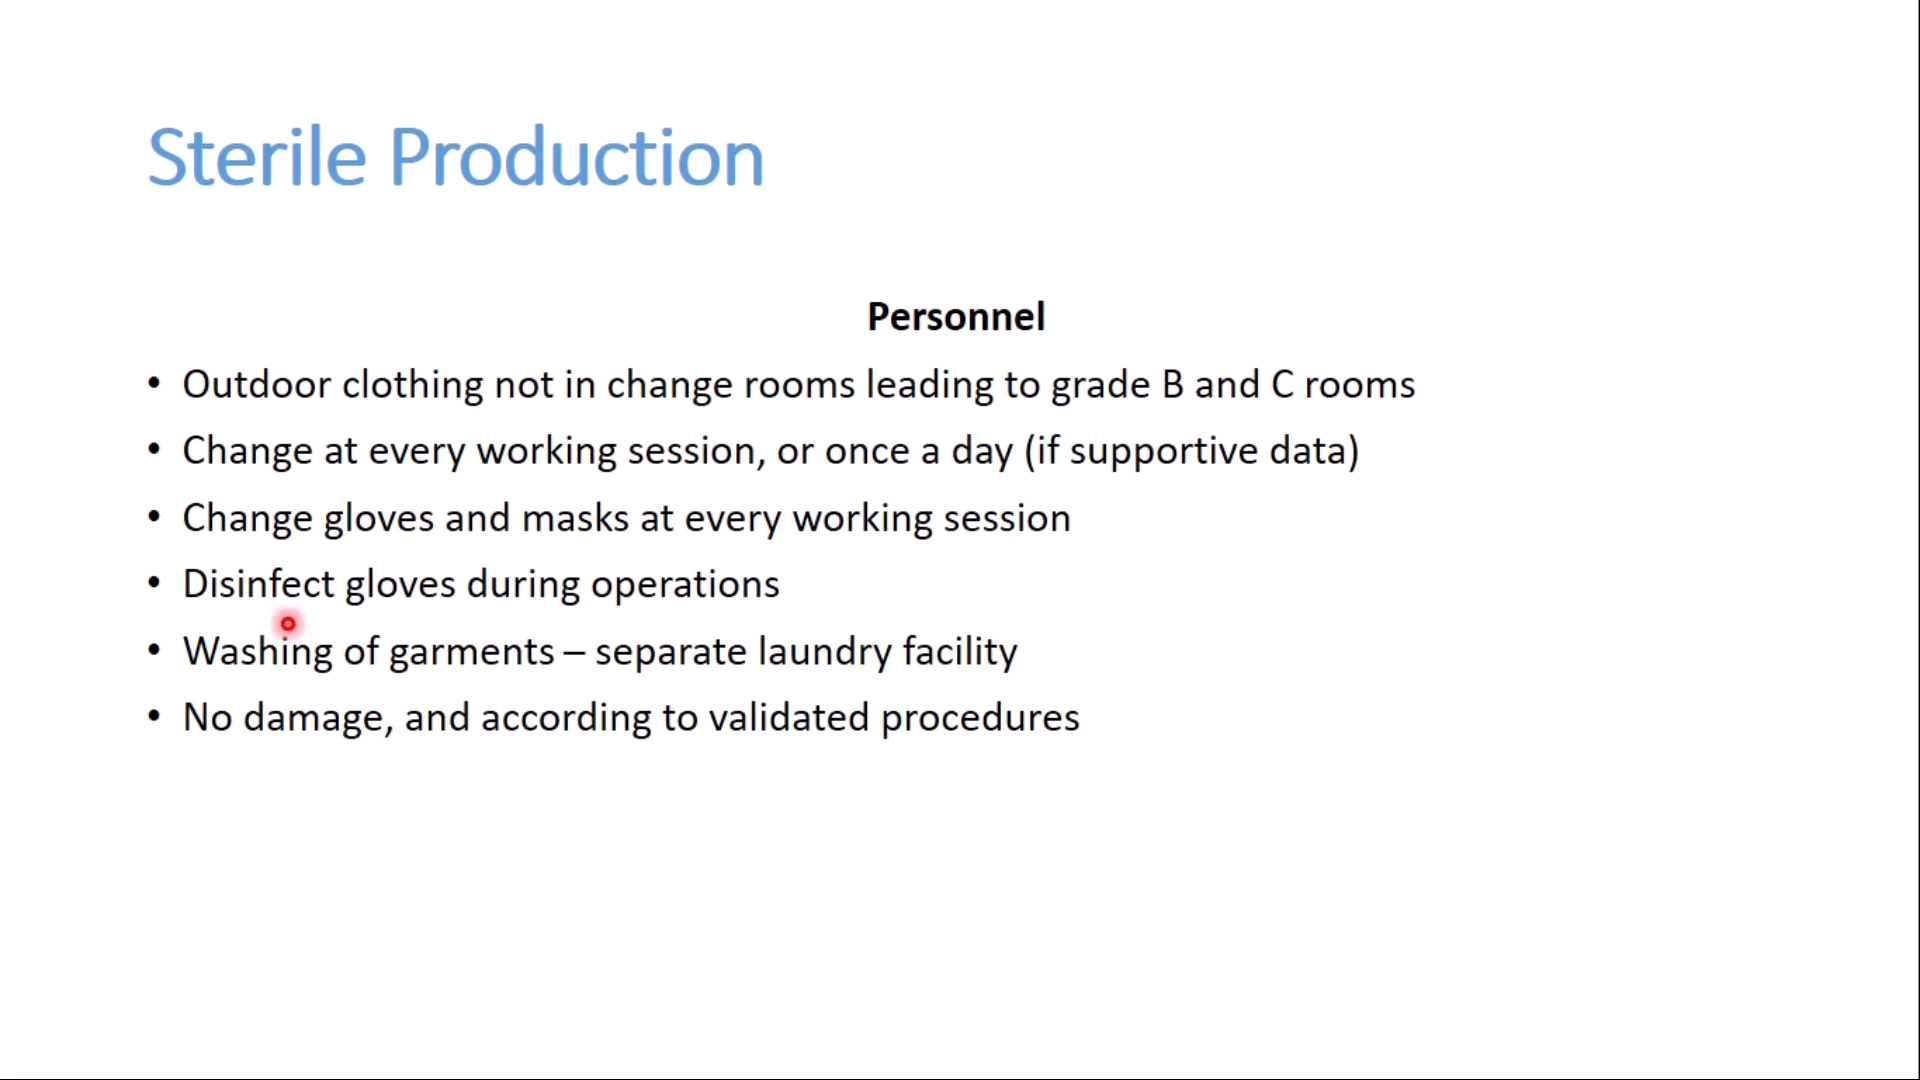 Sterile Production
Personnel
• Outdoor clothing not in change rooms leading to grade B and C rooms
• Change at every working session, or once a day (if supportive data)
• Change gloves and masks at every working session
• Disinfect gloves during operations
• Washing of garments – separate laundry facility
• No damage, and according to validated procedures